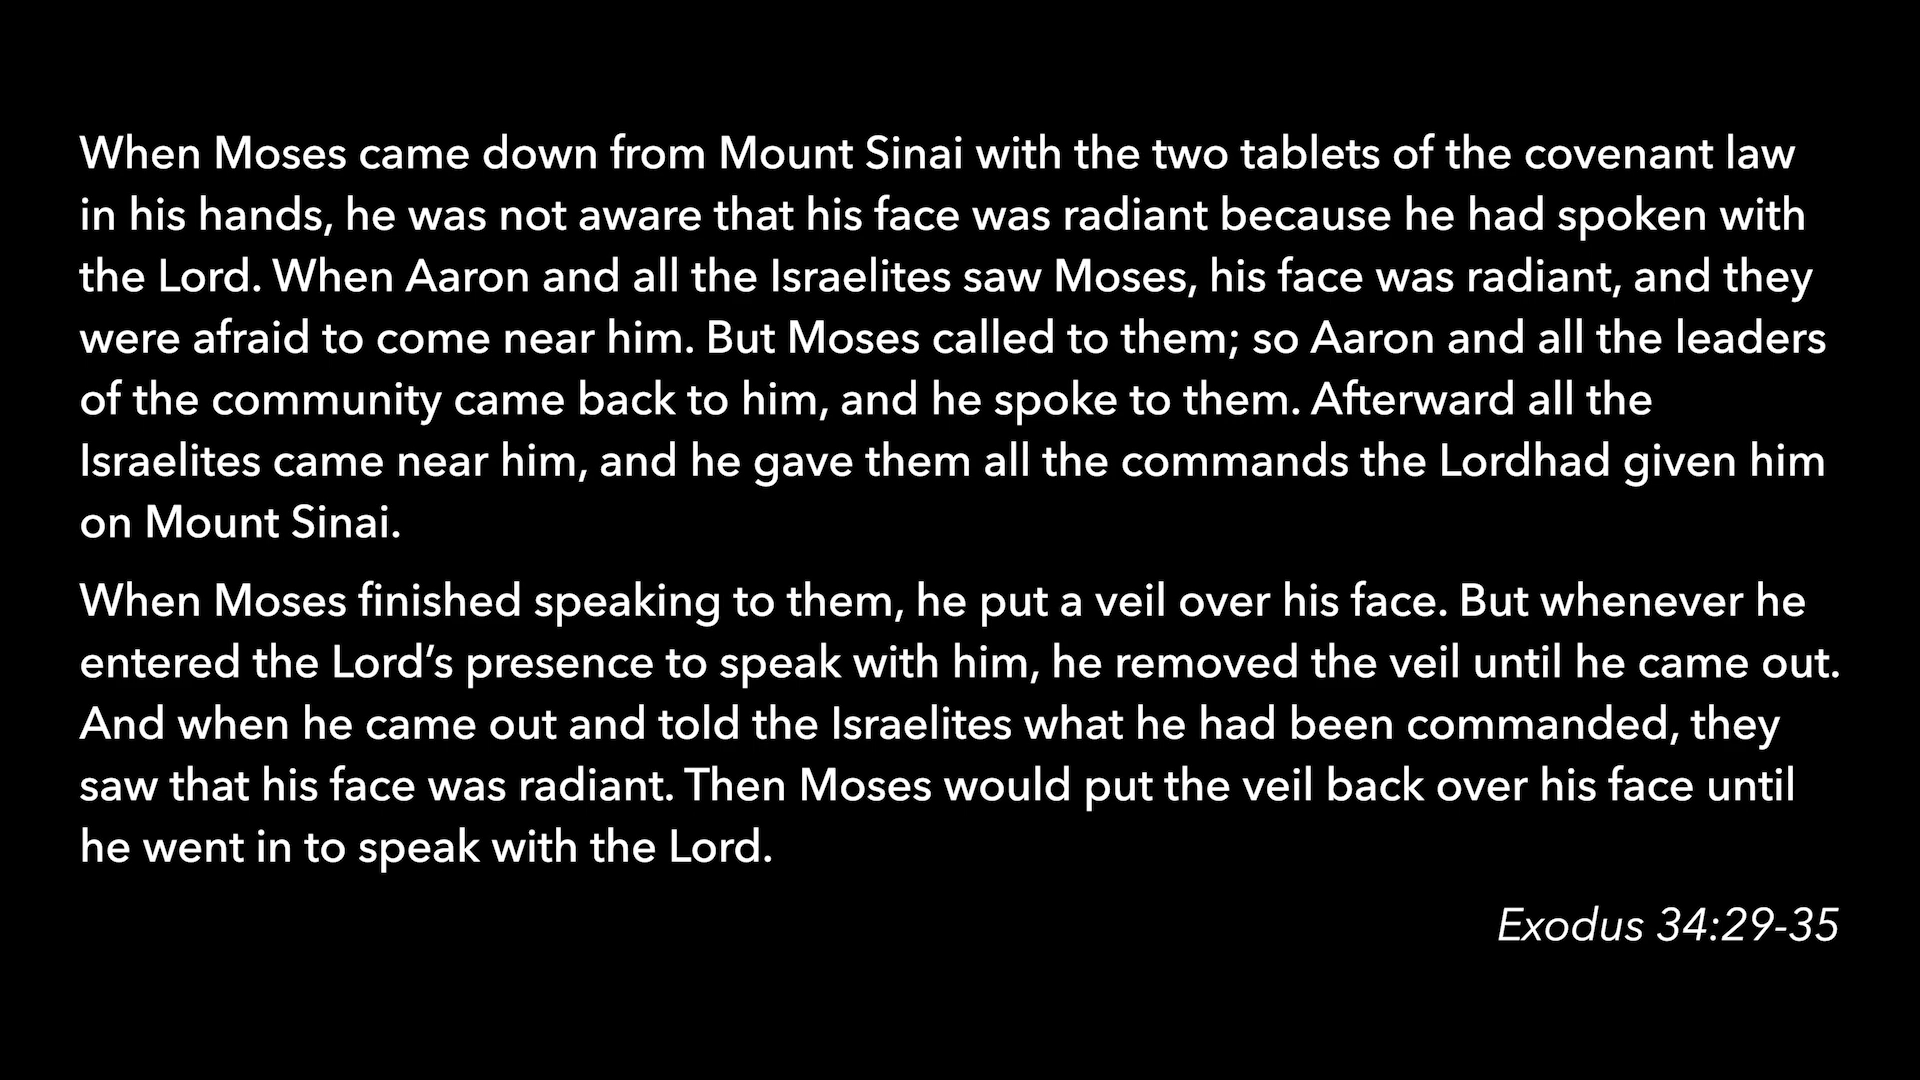 When Moses came down from Mount Sinai with the two tablets of the covenant law
in his hands, he was not aware that his face was radiant because he had spoken with
the Lord. When Aaron and all the Israelites saw Moses, his face was radiant, and they
were afraid to come near him. But Moses called to them; so Aaron and all the leaders
of the community came back to him, and he spoke to them. Afterward all the
Israelites came near him, and he gave them all the commands the Lordhad given him
on Mount Sinai.
When Moses finished speaking to them, he put a veil over his face. But whenever he
entered the Lord’s presence to speak with him, he removed the veil until he came out.
And when he came out and told the Israelites what he had been commanded, they
saw that his face was radiant. Then Moses would put the veil back over his face until
he went in to speak with the Lord.
Exodus 34:29-35